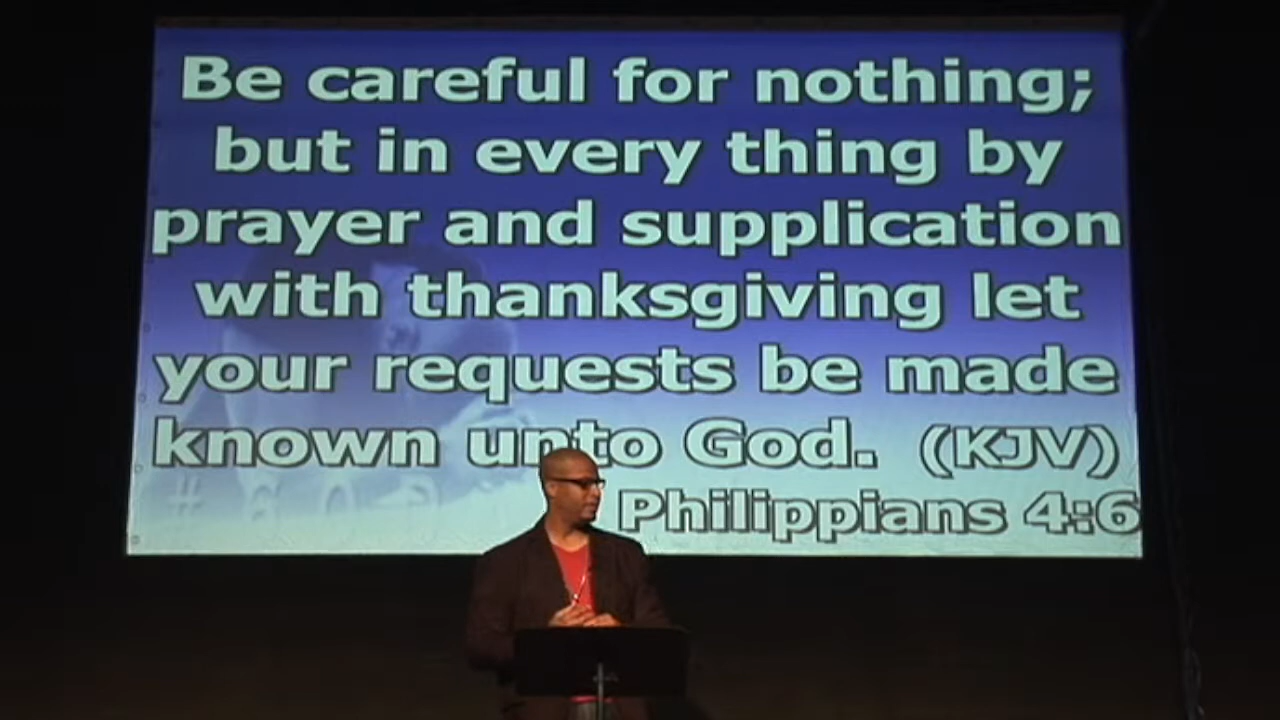 Be careful for nothing;
but in every thing by
prayer and supplication
with thanksgiving let
your requests be made
known unto God. (KJV)
Philippians 4:6